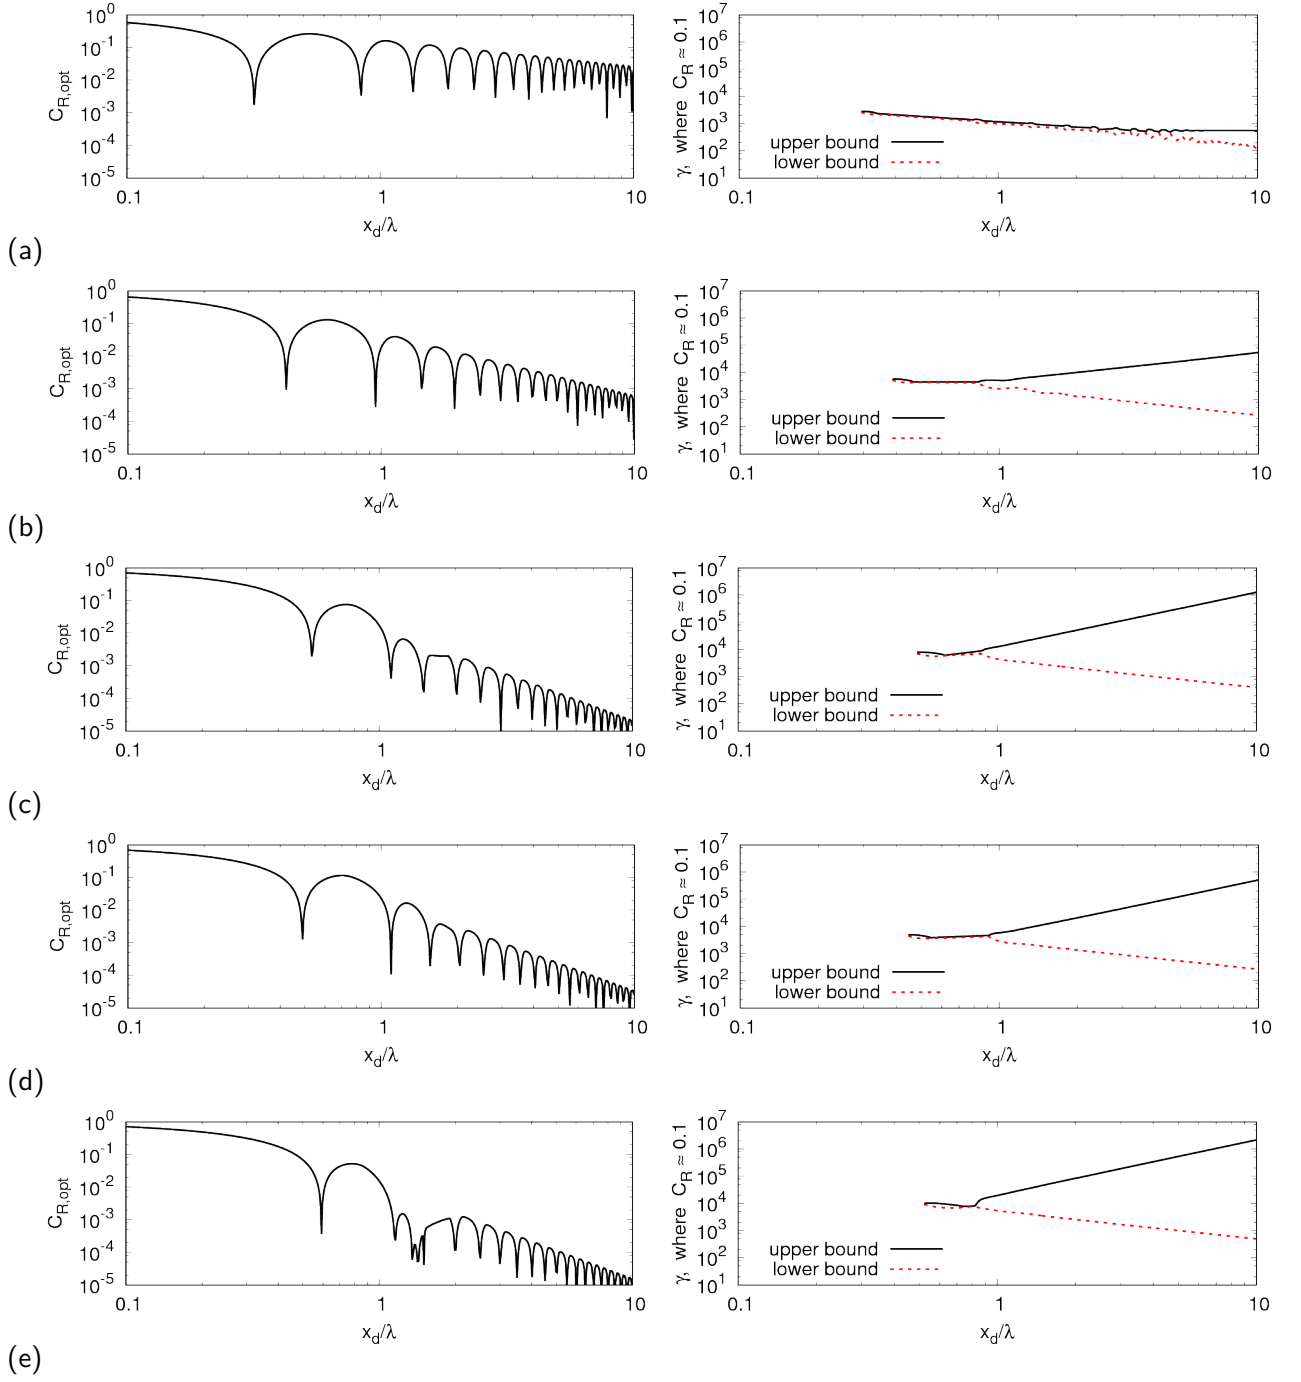 C_R,opt
10^0
10^-1
10^-2
10^-3
10^-4
10^-5
0.1
1
10
x_d/λ
γ, where C_R ≈ 0.1
10^7
10^6
10^5
10^4
10^3
10^2
10^1
upper bound
lower bound
0.1
1
10
x_d/λ
(a)
C_R,opt
10^0
10^-1
10^-2
10^-3
10^-4
10^-5
0.1
1
10
x_d/λ
γ, where C_R ≈ 0.1
10^7
10^6
10^5
10^4
10^3
10^2
10^1
upper bound
lower bound
0.1
1
10
x_d/λ
(b)
C_R,opt
10^0
10^-1
10^-2
10^-3
10^-4
10^-5
0.1
1
10
x_d/λ
γ, where C_R ≈ 0.1
10^7
10^6
10^5
10^4
10^3
10^2
10^1
upper bound
lower bound
0.1
1
10
x_d/λ
(c)
C_R,opt
10^0
10^-1
10^-2
10^-3
10^-4
10^-5
0.1
1
10
x_d/λ
γ, where C_R ≈ 0.1
10^7
10^6
10^5
10^4
10^3
10^2
10^1
upper bound
lower bound
0.1
1
10
x_d/λ
(d)
C_R,opt
10^0
10^-1
10^-2
10^-3
10^-4
10^-5
0.1
1
10
x_d/λ
γ, where C_R ≈ 0.1
10^7
10^6
10^5
10^4
10^3
10^2
10^1
upper bound
lower bound
0.1
1
10
x_d/λ
(e)